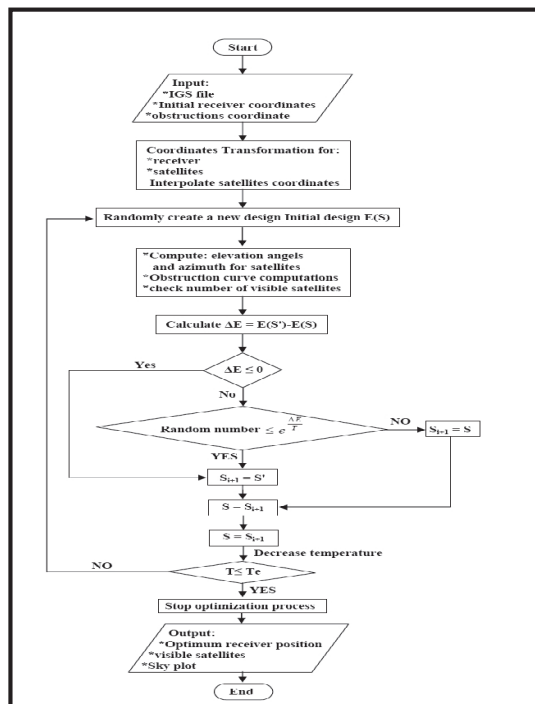 Start
Input:
*IGS file
*Initial receiver coordinates
*obstructions coordinate
Coordinates Transformation for:
*receiver
*satellites
Interpolate satellites coordinates
Randomly create a new design Initial design E(S)
*Compute: elevation angels
and azimuth for satellites
*Obstruction curve computations
*check number of visible satellites
Calculate ΔE = E(S')-E(S)
Yes
ΔE ≤ 0
No
Random number ≤ e^(ΔE/T)
NO
Sᵢ₊₁ = S
YES
Sᵢ₊₁ = S'
S = Sᵢ₊₁
S = Sᵢ₊₁
Decrease temperature
NO
T≤ Te
YES
Stop optimization process
Output:
*Optimum receiver position
*visible satellites
*Sky plot
End